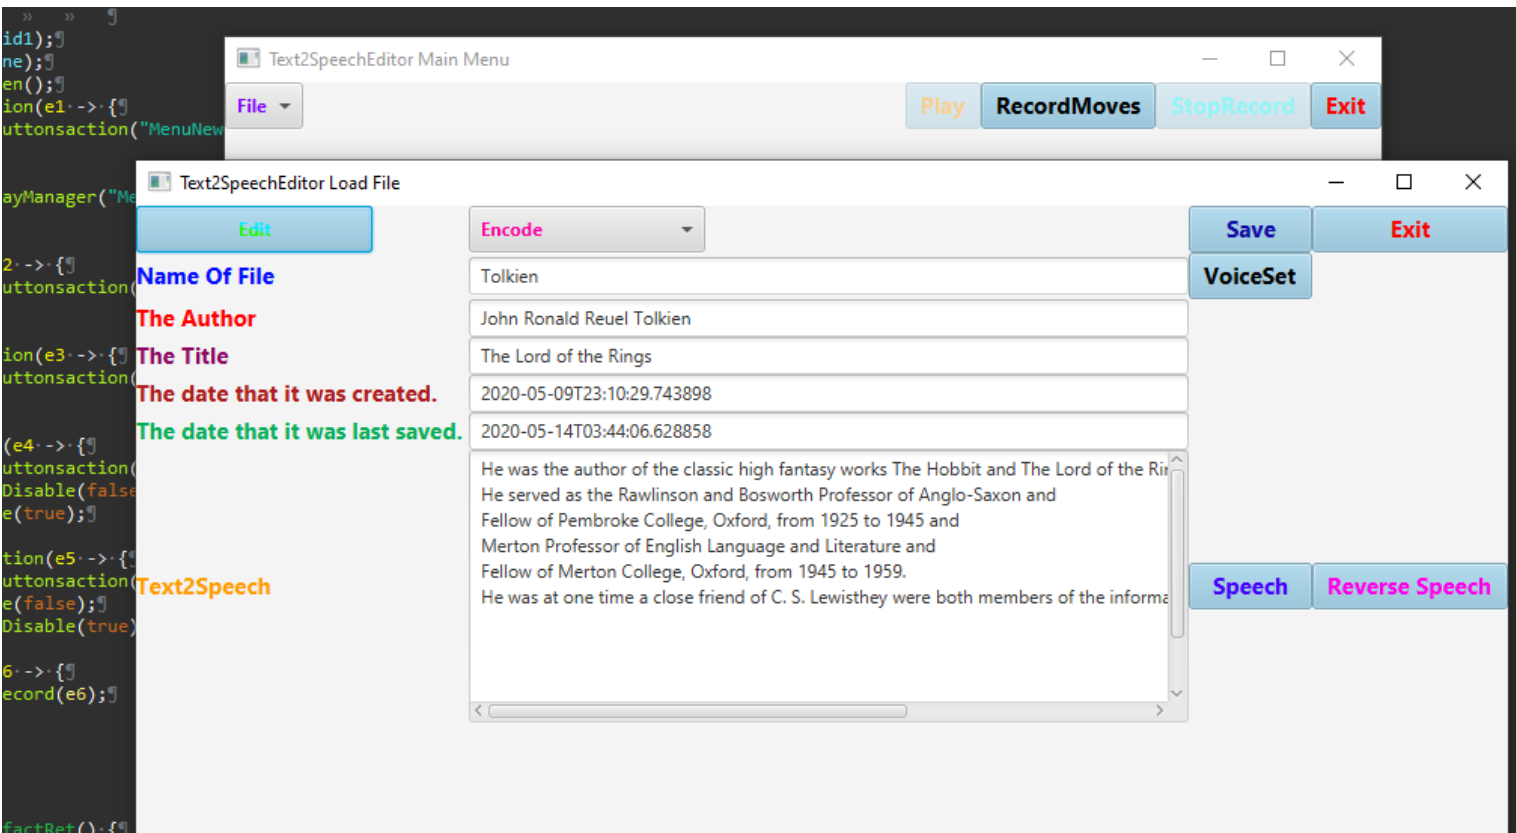 » » ¶
id1);¶
ne);¶
en();¶
ion(e1 -> {¶
uttonsaction("MenuNew
ayManager("Me
2 -> {¶
uttonsaction(
ion(e3 -> {¶
uttonsaction(
(e4 -> {¶
uttonsaction(
Disable(false
e(true);¶
tion(e5 -> {
uttonsaction(
e(false);¶
Disable(true)
6 -> {¶
ecord(e6);¶
factRet() {¶
Text2SpeechEditor Main Menu
File Play RecordMoves StopRecord Exit
Text2SpeechEditor Load File
Edit Encode Save Exit
Name Of File Tolkien VoiceSet
The Author John Ronald Reuel Tolkien
The Title The Lord of the Rings
The date that it was created. 2020-05-09T23:10:29.743898
The date that it was last saved. 2020-05-14T03:44:06.628858
He was the author of the classic high fantasy works The Hobbit and The Lord of the Rin
He served as the Rawlinson and Bosworth Professor of Anglo-Saxon and
Fellow of Pembroke College, Oxford, from 1925 to 1945 and
Merton Professor of English Language and Literature and
Fellow of Merton College, Oxford, from 1945 to 1959.
He was at one time a close friend of C. S. Lewisthey were both members of the informa
Text2Speech Speech Reverse Speech